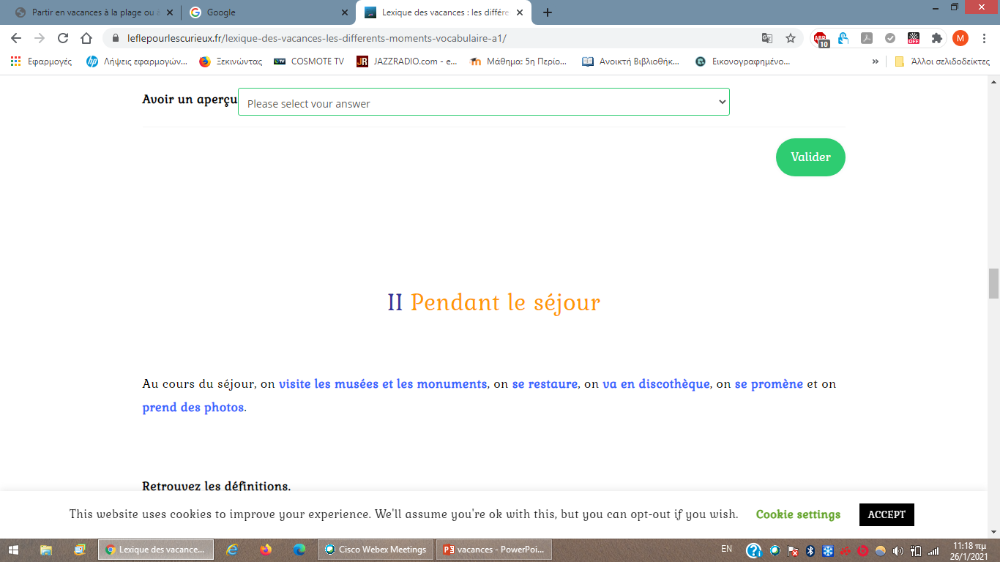 Partir en vacances à la plage ou à
Google
Lexique des vacances : les différe
leflepourlescurieux.fr/lexique-des-vacances-les-differents-moments-vocabulaire-a1/
ABP
10
OFF
M
Εφαρμογές
hp
Λήψεις εφαρμογών...
Ξεκινώντας
TV
COSMOTE TV
JR
JAZZRADIO.com - e...
Μάθημα: 5η Περίο...
Ανοικτή Βιβλιοθήκ...
Εικονογραφημένο...
»
Άλλοι σελιδοδείκτες
Avoir un aperçu
Please select your answer
Valider
II Pendant le séjour
Au cours du séjour, on visite les musées et les monuments, on se restaure, on va en discothèque, on se promène et on
prend des photos.
Retrouvez les définitions.
This website uses cookies to improve your experience. We'll assume you're ok with this, but you can opt-out if you wish.
Cookie settings
ACCEPT
Lexique des vacance...
Cisco Webex Meetings
vacances - PowerPoi...
EN
11:18 πμ
26/1/2021